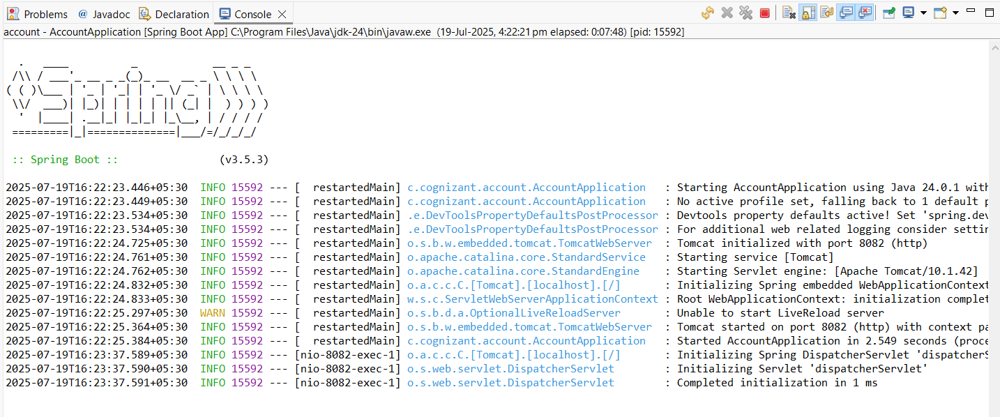 Problems @ Javadoc Declaration Console
account - AccountApplication [Spring Boot App] C:\Program Files\Java\jdk-24\bin\javaw.exe (19-Jul-2025, 4:22:21 pm elapsed: 0:07:48) [pid: 15592]
  .   ____          _            __ _ _
 /\\ / ___'_ __ _ _(_)_ __  __ _ \ \ \ \
( ( )\___ | '_ | '_| | '_ \/ _` | \ \ \ \
 \\/  ___)| |_)| | | | | || (_| |  ) ) ) )
  '  |____| .__|_| |_|_| |_\__, | / / / /
 =========|_|==============|___/=/_/_/_/
 :: Spring Boot ::                (v3.5.3)
2025-07-19T16:22:23.446+05:30  INFO 15592 --- [  restartedMain] c.cognizant.account.AccountApplication   : Starting AccountApplication using Java 24.0.1 with
2025-07-19T16:22:23.449+05:30  INFO 15592 --- [  restartedMain] c.cognizant.account.AccountApplication   : No active profile set, falling back to 1 default p
2025-07-19T16:22:23.534+05:30  INFO 15592 --- [  restartedMain] .e.DevToolsPropertyDefaultsPostProcessor : Devtools property defaults active! Set 'spring.dev
2025-07-19T16:22:23.534+05:30  INFO 15592 --- [  restartedMain] .e.DevToolsPropertyDefaultsPostProcessor : For additional web related logging consider settin
2025-07-19T16:22:24.725+05:30  INFO 15592 --- [  restartedMain] o.s.b.w.embedded.tomcat.TomcatWebServer  : Tomcat initialized with port 8082 (http)
2025-07-19T16:22:24.761+05:30  INFO 15592 --- [  restartedMain] o.apache.catalina.core.StandardService   : Starting service [Tomcat]
2025-07-19T16:22:24.762+05:30  INFO 15592 --- [  restartedMain] o.apache.catalina.core.StandardEngine    : Starting Servlet engine: [Apache Tomcat/10.1.42]
2025-07-19T16:22:24.832+05:30  INFO 15592 --- [  restartedMain] o.a.c.c.C.[Tomcat].[localhost].[/]       : Initializing Spring embedded WebApplicationContext
2025-07-19T16:22:24.833+05:30  INFO 15592 --- [  restartedMain] w.s.c.ServletWebServerApplicationContext : Root WebApplicationContext: initialization complet
2025-07-19T16:22:25.297+05:30  WARN 15592 --- [  restartedMain] o.s.b.d.a.OptionalLiveReloadServer       : Unable to start LiveReload server
2025-07-19T16:22:25.364+05:30  INFO 15592 --- [  restartedMain] o.s.b.w.embedded.tomcat.TomcatWebServer  : Tomcat started on port 8082 (http) with context pa
2025-07-19T16:22:25.384+05:30  INFO 15592 --- [  restartedMain] c.cognizant.account.AccountApplication   : Started AccountApplication in 2.549 seconds (proce
2025-07-19T16:23:37.589+05:30  INFO 15592 --- [nio-8082-exec-1] o.a.c.c.C.[Tomcat].[localhost].[/]       : Initializing Spring DispatcherServlet 'dispatcherS
2025-07-19T16:23:37.590+05:30  INFO 15592 --- [nio-8082-exec-1] o.s.web.servlet.DispatcherServlet        : Initializing Servlet 'dispatcherServlet'
2025-07-19T16:23:37.591+05:30  INFO 15592 --- [nio-8082-exec-1] o.s.web.servlet.DispatcherServlet        : Completed initialization in 1 ms